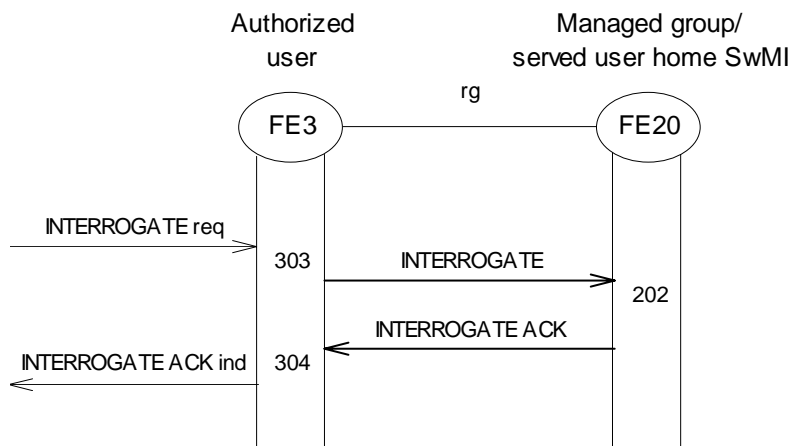 Authorized
user
Managed group/
served user home SwMI
rg
FE3
FE20
INTERROGATE req
303
INTERROGATE
202
INTERROGATE ACK
INTERROGATE ACK ind
304